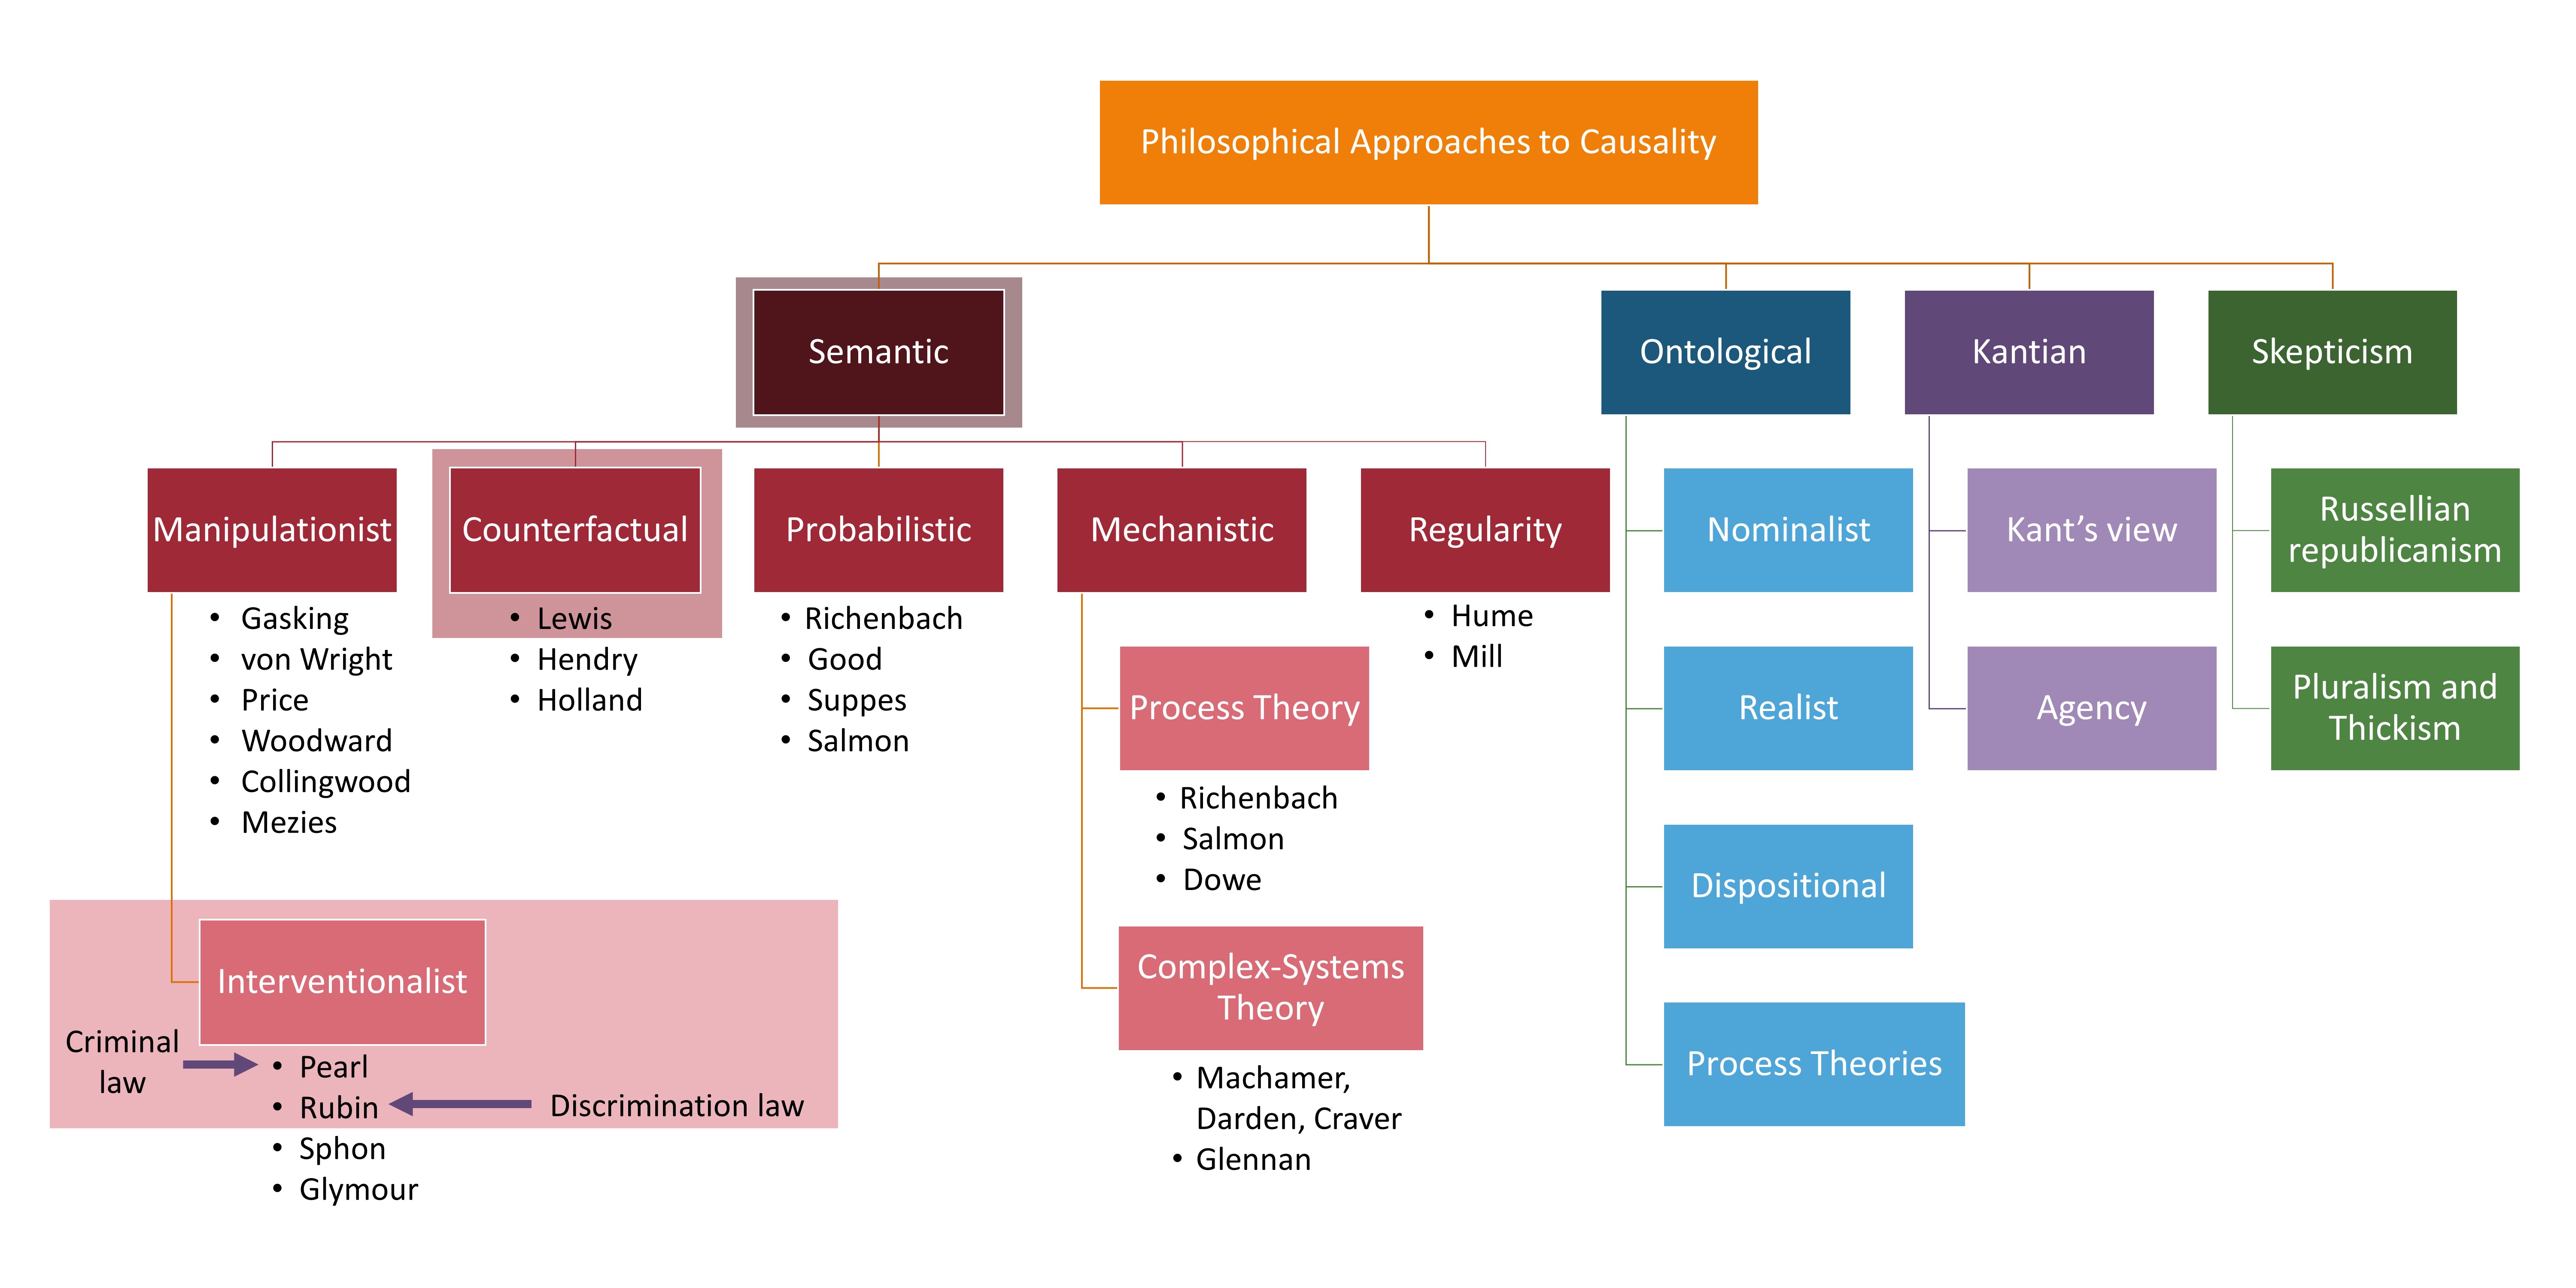 Philosophical Approaches to Causality
Semantic
Ontological
Kantian
Skepticism
Manipulationist
• Gasking
• von Wright
• Price
• Woodward
• Collingwood
• Mezies
Interventionalist
Criminal
law
• Pearl
• Rubin
Discrimination law
• Sphon
• Glymour
Counterfactual
• Lewis
• Hendry
• Holland
Probabilistic
• Richenbach
• Good
• Suppes
• Salmon
Mechanistic
Process Theory
• Richenbach
• Salmon
• Dowe
Complex-Systems
Theory
• Machamer,
Darden, Craver
• Glennan
Regularity
• Hume
• Mill
Nominalist
Realist
Dispositional
Process Theories
Kant’s view
Agency
Russellian
republicanism
Pluralism and
Thickism